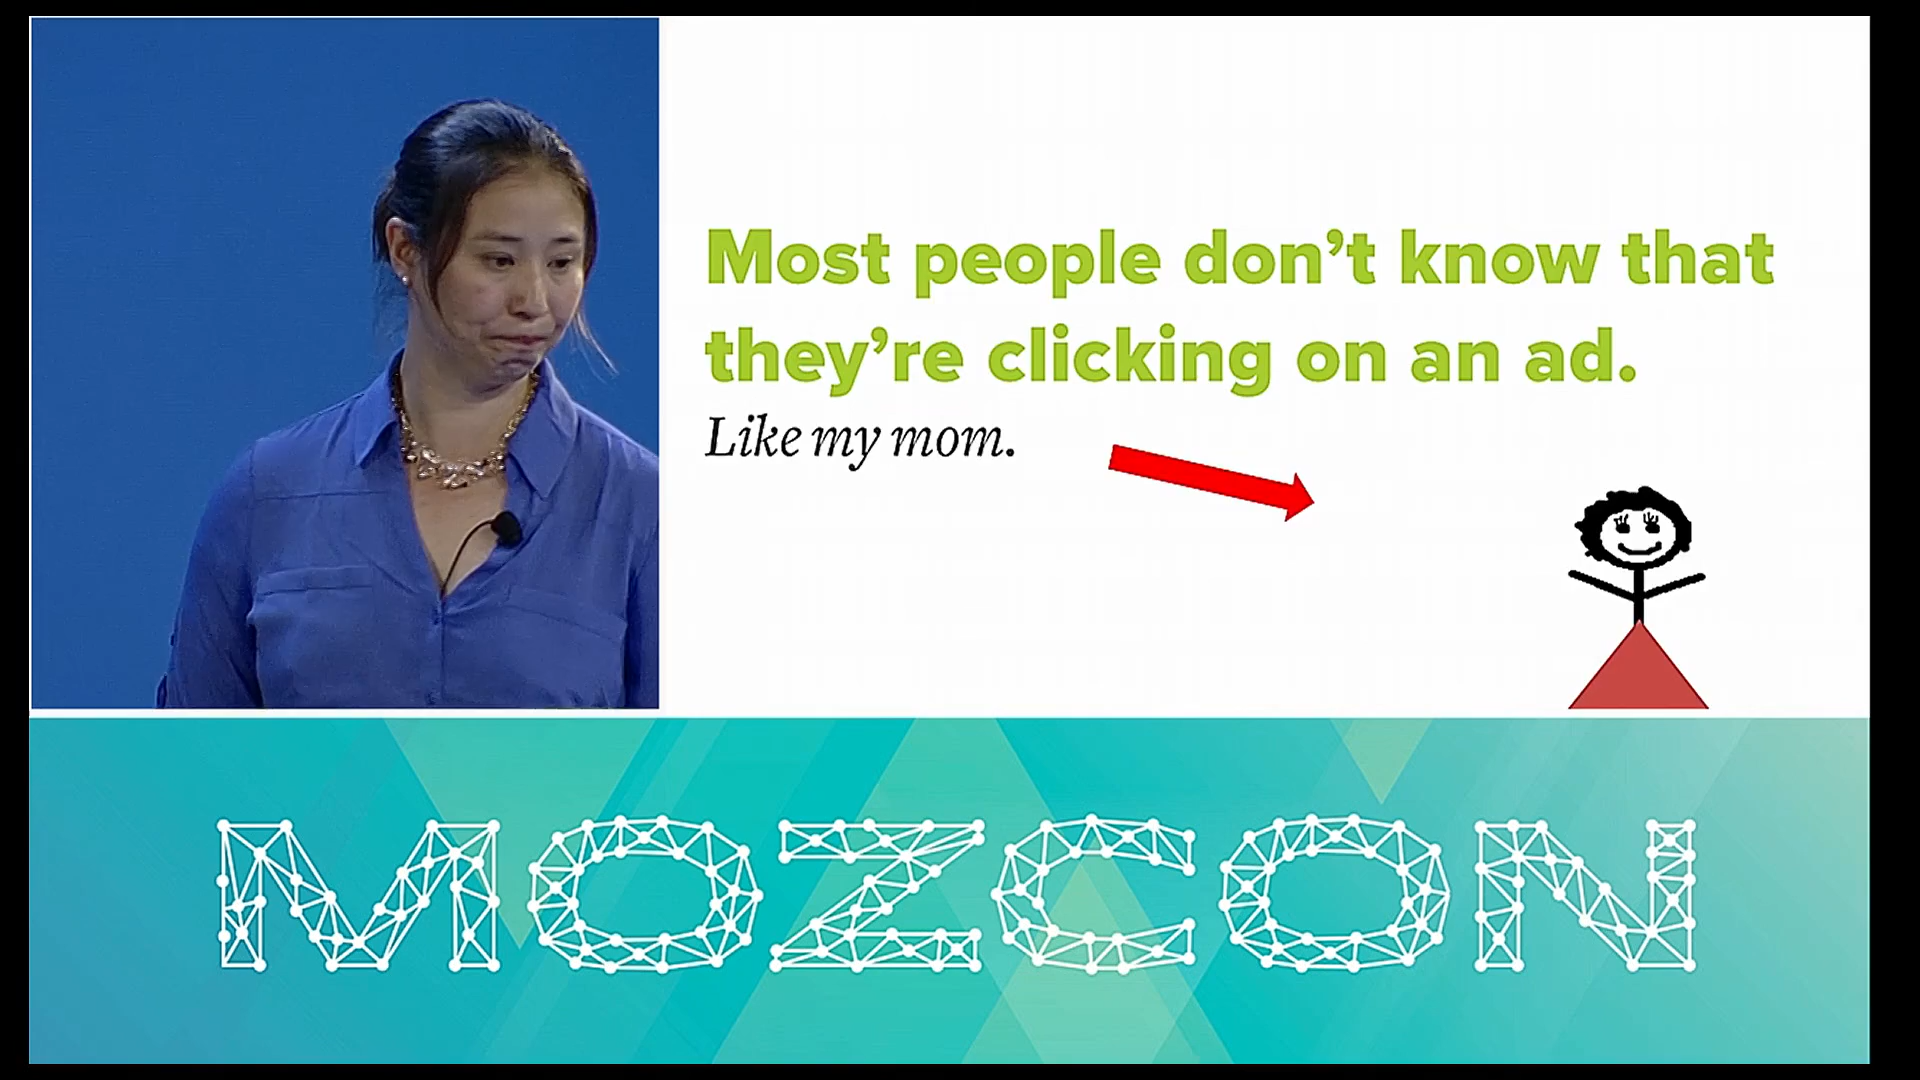 Most people don’t know that
they’re clicking on an ad.
Like my mom.
MOZCON